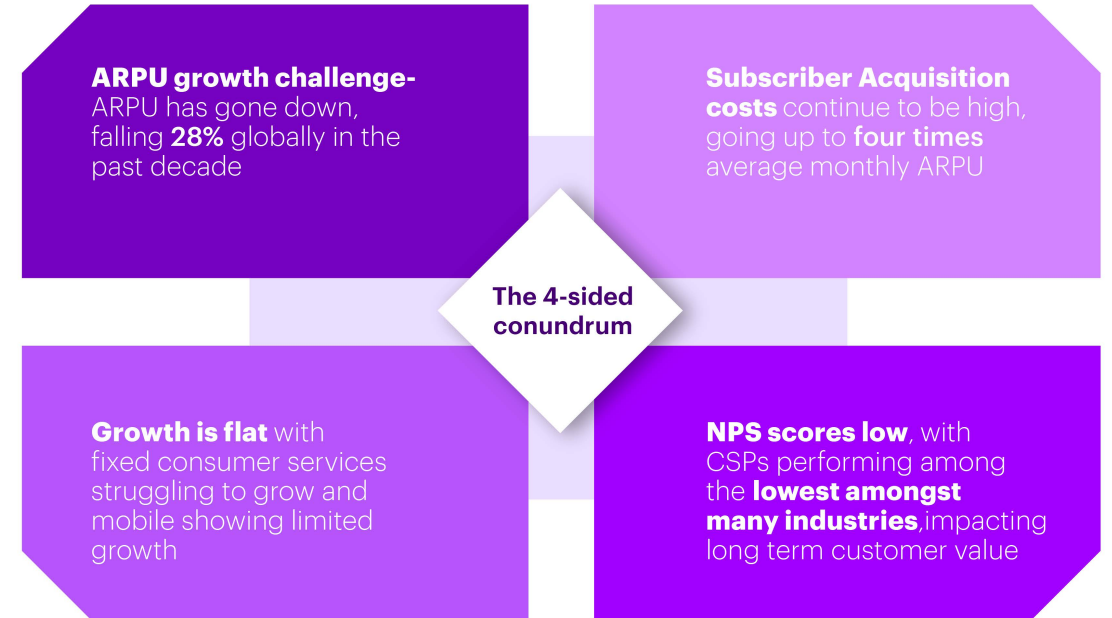 ARPU growth challenge-
ARPU has gone down,
falling 28% globally in the
past decade
Subscriber Acquisition
costs continue to be high,
going up to four times
average monthly ARPU
The 4-sided
conundrum
Growth is flat with
fixed consumer services
struggling to grow and
mobile showing limited
growth
NPS scores low, with
CSPs performing among
the lowest amongst
many industries,impacting
long term customer value